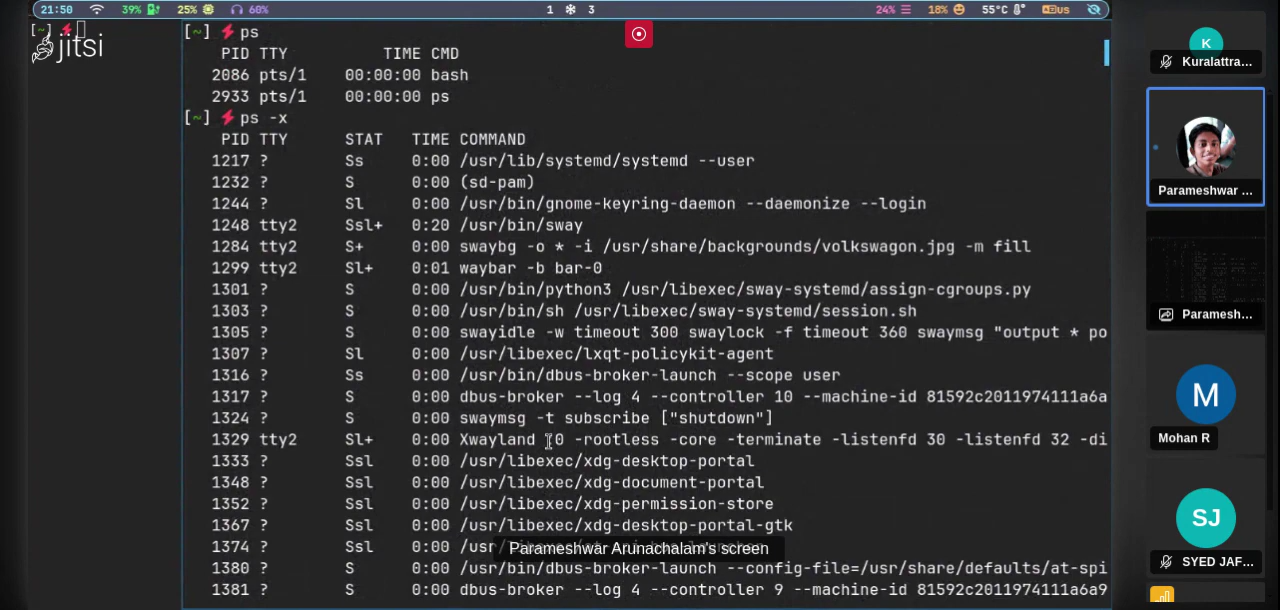 21:50 39% 25% 60% 1 3 24% 18% 55°C us
[~]
jitsi
[~] ps
PID TTY TIME CMD
2086 pts/1 00:00:00 bash
2933 pts/1 00:00:00 ps
[~] ps -x
PID TTY STAT TIME COMMAND
1217 ? Ss 0:00 /usr/lib/systemd/systemd --user
1232 ? S 0:00 (sd-pam)
1244 ? Sl 0:00 /usr/bin/gnome-keyring-daemon --daemonize --login
1248 tty2 Ssl+ 0:20 /usr/bin/sway
1284 tty2 S+ 0:00 swaybg -o * -i /usr/share/backgrounds/volkswagon.jpg -m fill
1299 tty2 Sl+ 0:01 waybar -b bar-0
1301 ? S 0:00 /usr/bin/python3 /usr/libexec/sway-systemd/assign-cgroups.py
1303 ? S 0:00 /usr/bin/sh /usr/libexec/sway-systemd/session.sh
1305 ? S 0:00 swayidle -w timeout 300 swaylock -f timeout 360 swaymsg "output * po
1307 ? Sl 0:00 /usr/libexec/lxqt-policykit-agent
1316 ? Ss 0:00 /usr/bin/dbus-broker-launch --scope user
1317 ? S 0:00 dbus-broker --log 4 --controller 10 --machine-id 81592c2011974111a6a
1324 ? S 0:00 swaymsg -t subscribe ["shutdown"]
1329 tty2 Sl+ 0:00 Xwayland :0 -rootless -core -terminate -listenfd 30 -listenfd 32 -di
1333 ? Ssl 0:00 /usr/libexec/xdg-desktop-portal
1348 ? Ssl 0:00 /usr/libexec/xdg-document-portal
1352 ? Ssl 0:00 /usr/libexec/xdg-permission-store
1367 ? Ssl 0:00 /usr/libexec/xdg-desktop-portal-gtk
1374 ? Ssl 0:00 /usr
Parameshwar Arunachalam's screen
1380 ? S 0:00 /usr/bin/dbus-broker-launch --config-file=/usr/share/defaults/at-spi
1381 ? S 0:00 dbus-broker --log 4 --controller 9 --machine-id 81592c2011974111a6a9
K
Kuralattra...
Parameshwar ...
Paramesh...
M
Mohan R
SJ
SYED JAF...